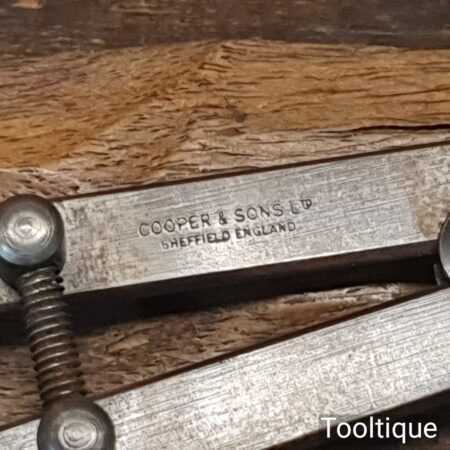 COOPER & SONS LTD
SHEFFIELD ENGLAND
Tooltique